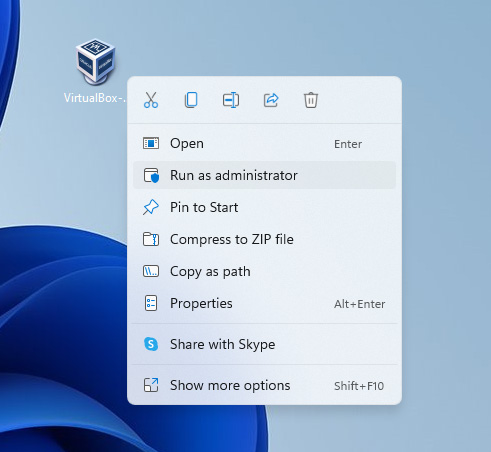 VirtualBox-...
Open Enter
Run as administrator
Pin to Start
Compress to ZIP file
Copy as path
Properties Alt+Enter
Share with Skype
Show more options Shift+F10